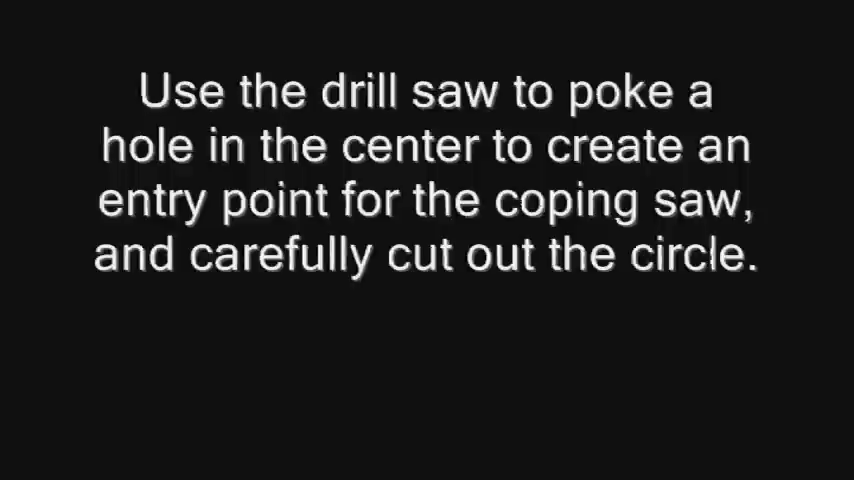 Use the drill saw to poke a
hole in the center to create an
entry point for the coping saw,
and carefully cut out the circle.